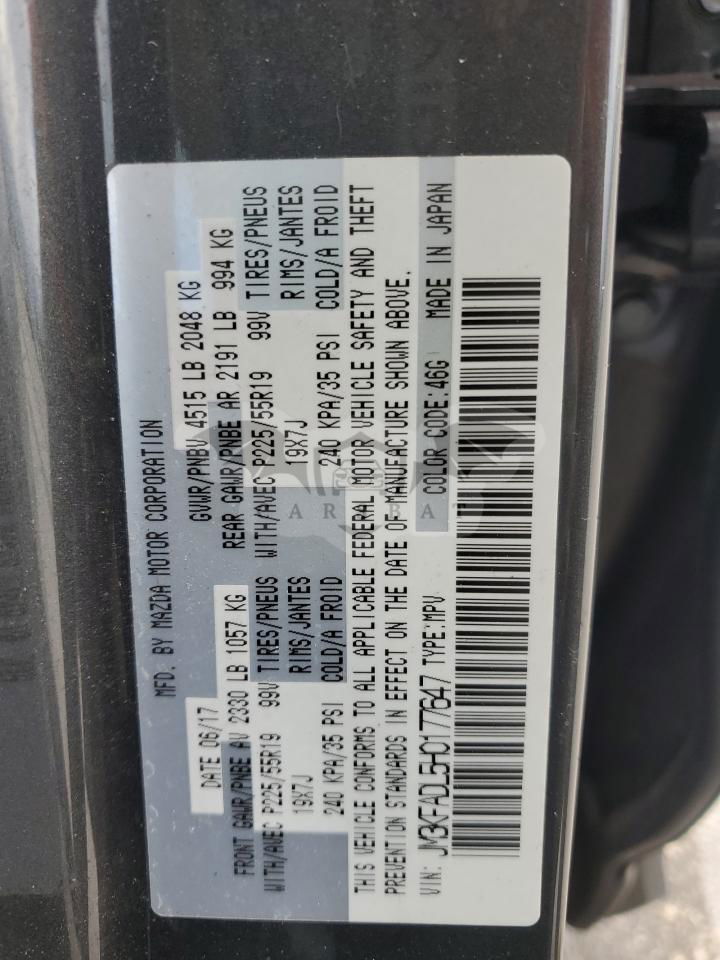 MFD. BY MAZDA MOTOR CORPORATION
DATE 06/17 GVWR/PNBV 4515 LB 2048 KG
FRONT GAWR/PNBE AV 2330 LB 1057 KG REAR GAWR/PNBE AR 2191 LB 994 KG
WITH/AVEC P225/55R19 99V TIRES/PNEUS WITH/AVEC P225/55R19 99V TIRES/PNEUS
19X7J RIMS/JANTES 19X7J RIMS/JANTES
240 KPA/35 PSI COLD/A FROID 240 KPA/35 PSI COLD/A FROID
THIS VEHICLE CONFORMS TO ALL APPLICABLE FEDERAL MOTOR VEHICLE SAFETY AND THEFT
PREVENTION STANDARDS IN EFFECT ON THE DATE OF MANUFACTURE SHOWN ABOVE.
VIN: JM3KFADL5H0177647 TYPE:MPV COLOR CODE:46G MADE IN JAPAN